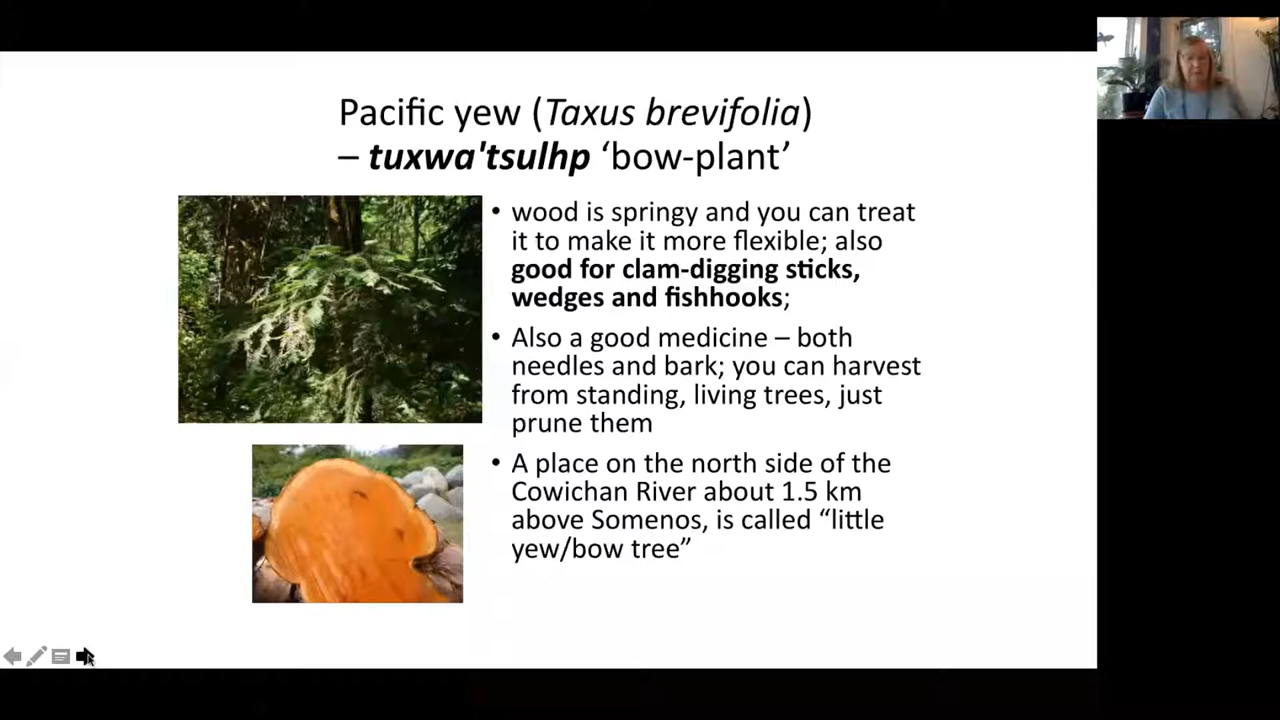 Pacific yew (Taxus brevifolia)
– tuxwa'tsulhp ‘bow-plant’
• wood is springy and you can treat
it to make it more flexible; also
good for clam-digging sticks,
wedges and fishhooks;
• Also a good medicine – both
needles and bark; you can harvest
from standing, living trees, just
prune them
• A place on the north side of the
Cowichan River about 1.5 km
above Somenos, is called “little
yew/bow tree”